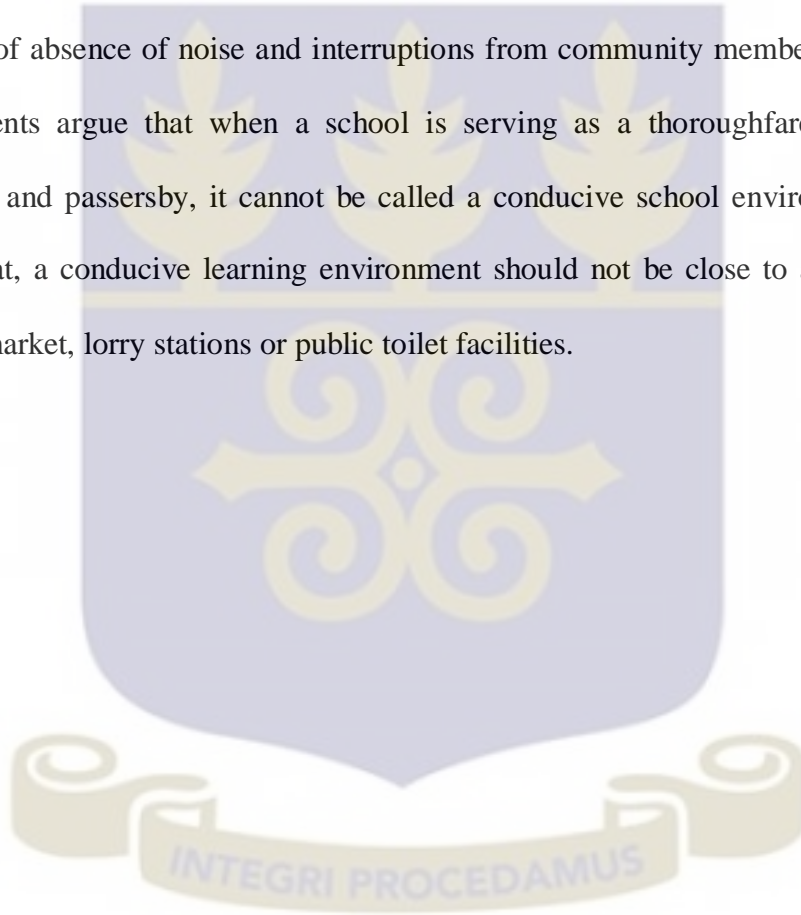 of absence of noise and interruptions from community membe
ents argue that when a school is serving as a thoroughfar
and passersby, it cannot be called a conducive school enviro
at, a conducive learning environment should not be close to
market, lorry stations or public toilet facilities.
INTEGRI PROCEDAMUS